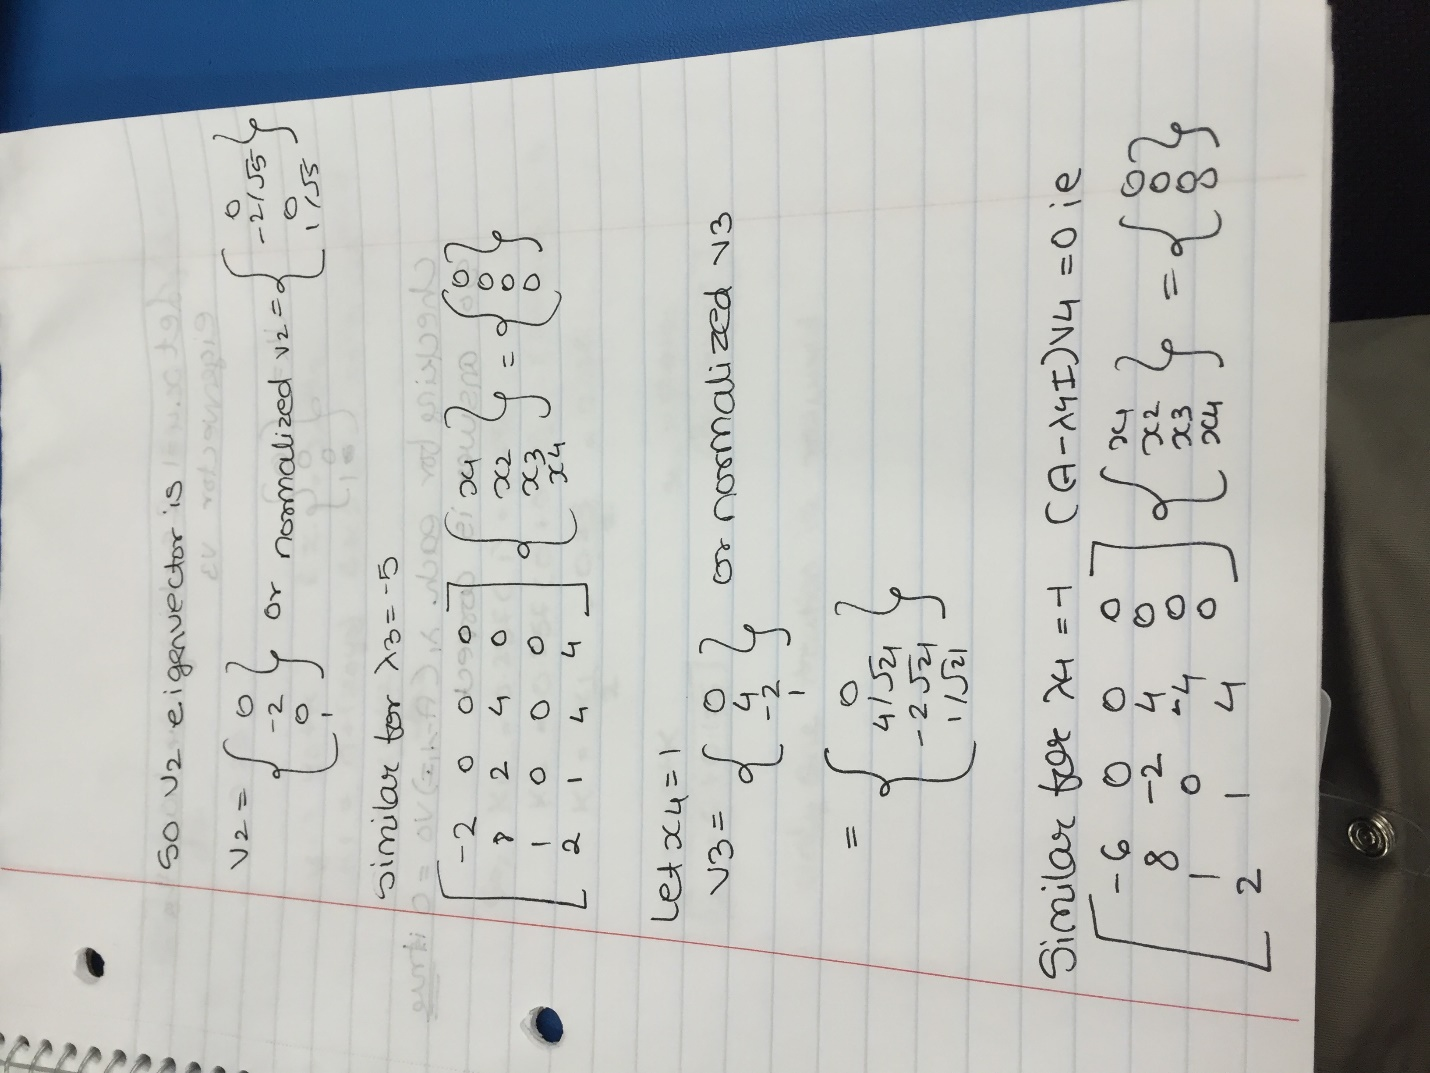 So v2 eigenvector is
v2 = { 0 -2 0 1 } or normalized v2 = { 0 -2/√5 0 1/√5 }
Similar for λ3 = -5
[ -2 0 0 0 ] { x1 } = { 0 }
8 2 4 0 x2 0
1 0 0 0 x3 0
2 1 4 4 x4 0
Let x4 = 1
v3 = { 0 4 -2 1 } or normalized v3
= { 0 4/√21 -2√21 1/√21 }
Similar for λ4 = -1 (A-λ4I)v4 = 0 ie
[ -6 0 0 0 ] { x1 } = { 0 }
8 -2 4 0 x2 0
1 0 -4 0 x3 0
2 1 4 0 x4 0